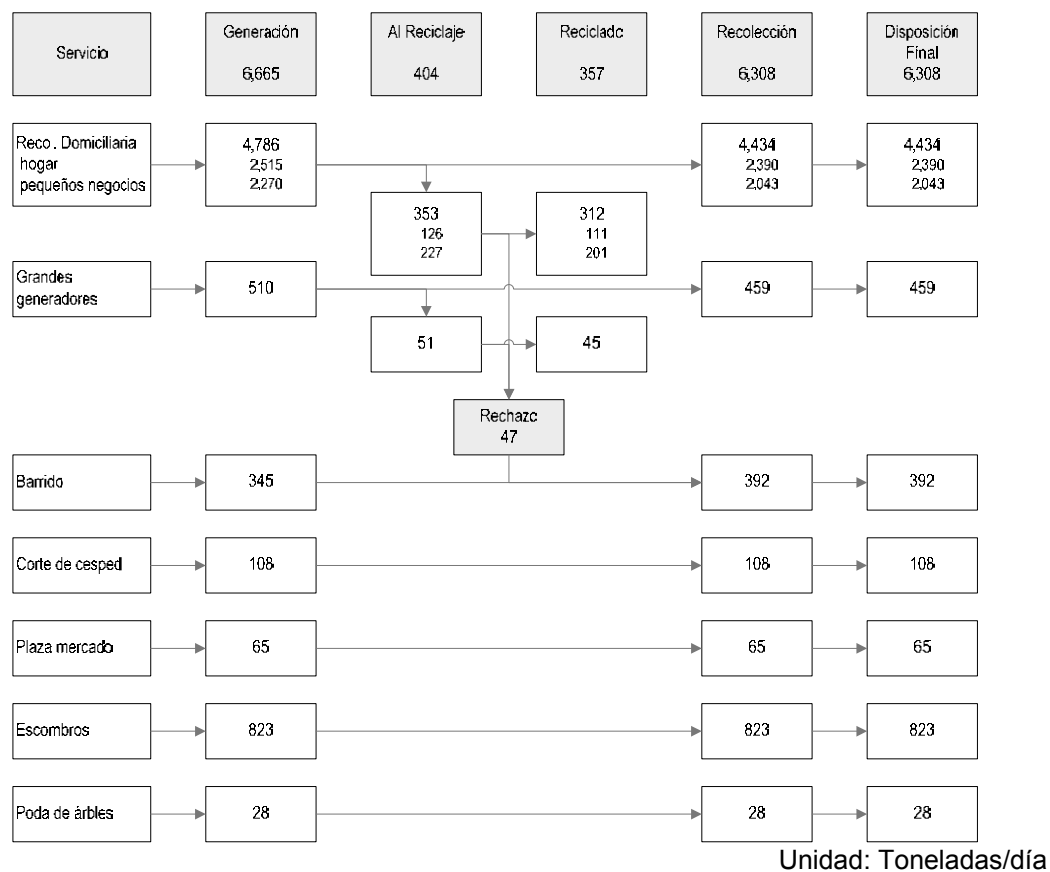 Servicio
Generación
6,665
Al Reciclaje
404
Reciclado
357
Recolección
6,308
Disposición
Final
6,308
Reco. Domiciliaria
hogar
pequeños negocios
4,786
2,515
2,270
4,434
2,390
2,043
4,434
2,390
2,043
353
126
227
312
111
201
Grandes
generadores
510
459
459
51
45
Rechazo
47
Barrido
345
392
392
Corte de cesped
108
108
108
Plaza mercado
65
65
65
Escombros
823
823
823
Poda de árbles
28
28
28
Unidad: Toneladas/día